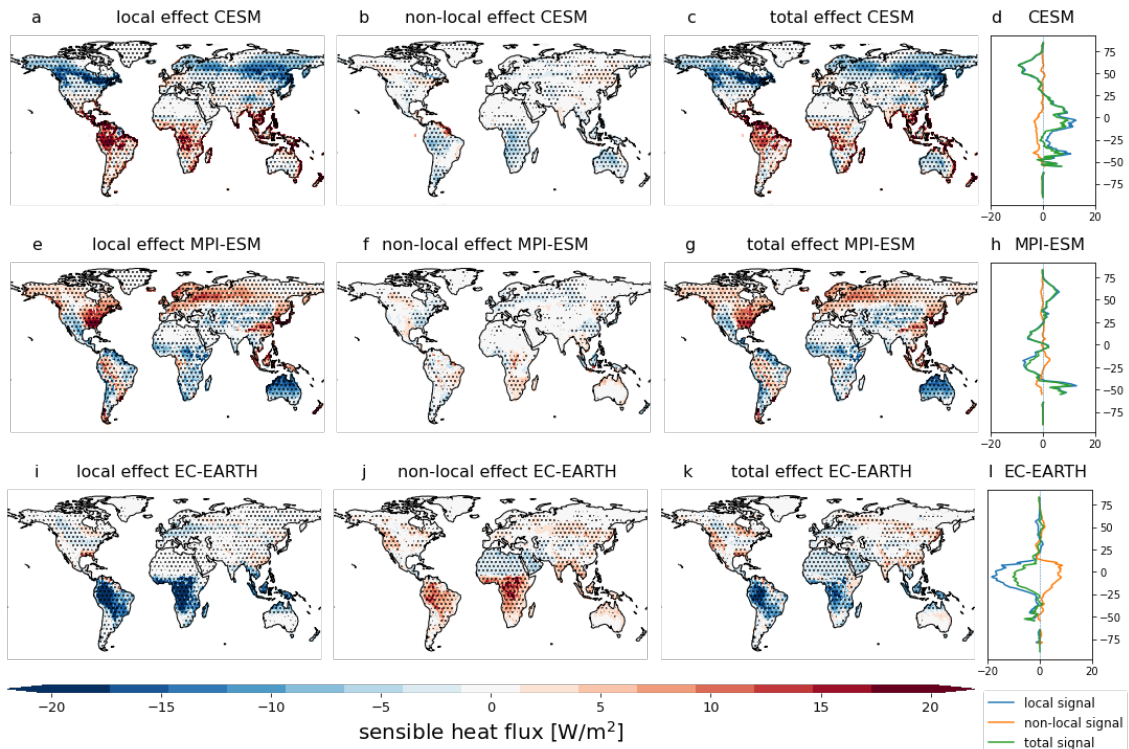 a local effect CESM b non-local effect CESM c total effect CESM d CESM
75
50
25
0
−25
−50
−75
−20 0 20
e local effect MPI-ESM f non-local effect MPI-ESM g total effect MPI-ESM h MPI-ESM
75
50
25
0
−25
−50
−75
−20 0 20
i local effect EC-EARTH j non-local effect EC-EARTH k total effect EC-EARTH l EC-EARTH
75
50
25
0
−25
−50
−75
−20 0 20
−20 −15 −10 −5 0 5 10 15 20
sensible heat flux [W/m²]
local signal
non-local signal
total signal